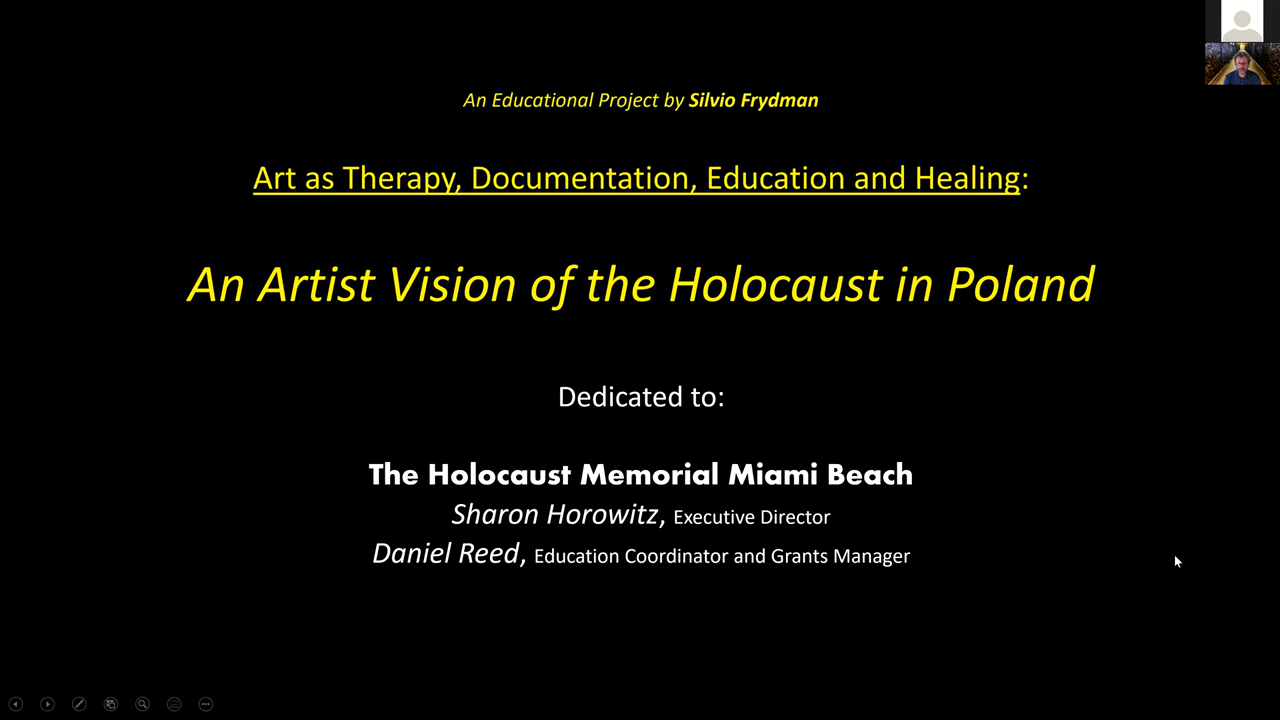 An Educational Project by Silvio Frydman
Art as Therapy, Documentation, Education and Healing:
An Artist Vision of the Holocaust in Poland
Dedicated to:
The Holocaust Memorial Miami Beach
Sharon Horowitz, Executive Director
Daniel Reed, Education Coordinator and Grants Manager